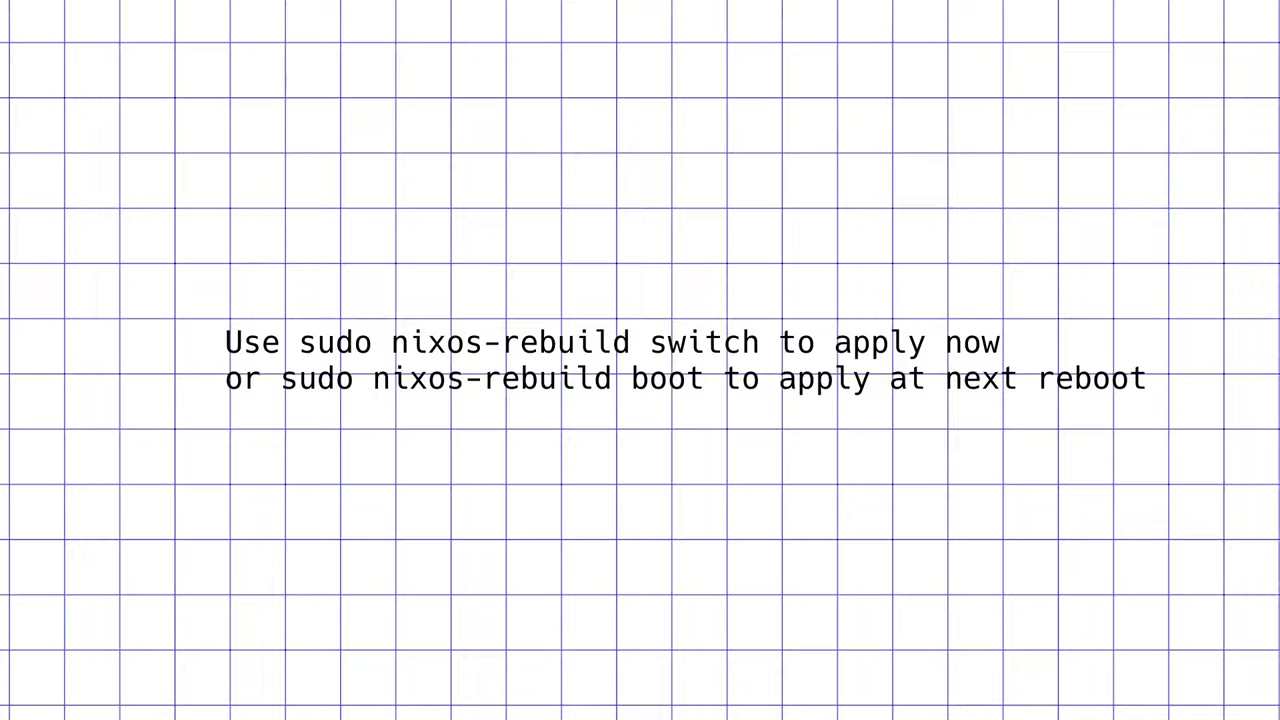 Use sudo nixos-rebuild switch to apply now
or sudo nixos-rebuild boot to apply at next reboot